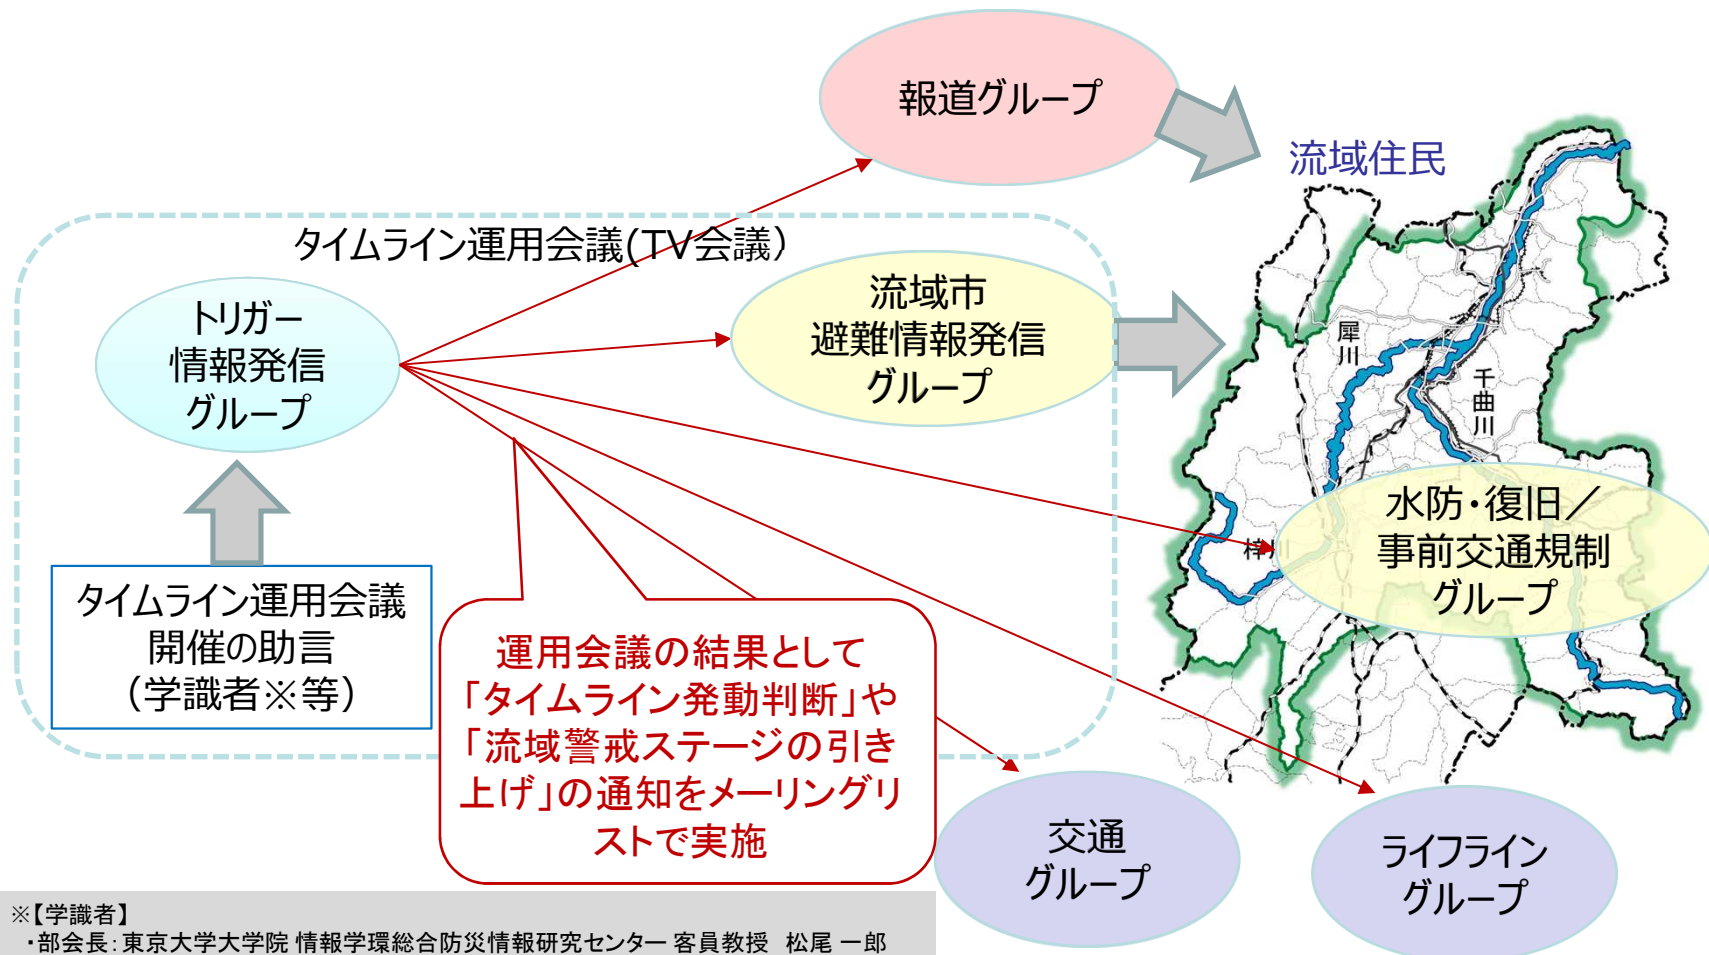 報道グループ
流域住民
タイムライン運用会議(TV会議）
トリガー
情報発信
グループ
流域市
避難情報発信
グループ
犀川
千曲川
水防・復旧／
事前交通規制
グループ
タイムライン運用会議
開催の助言
（学識者※等）
運用会議の結果として
「タイムライン発動判断」や
「流域警戒ステージの引き
上げ」の通知をメーリングリ
ストで実施
交通
グループ
ライフライン
グループ
※【学識者】
・部会長：東京大学大学院 情報学環総合防災情報研究センター 客員教授　松尾 一郎